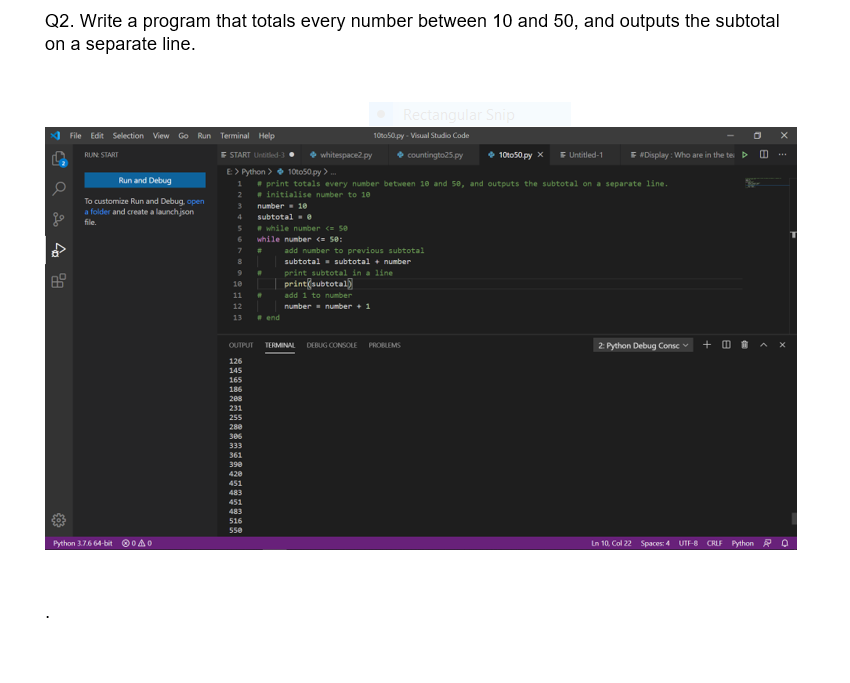 Q2. Write a program that totals every number between 10 and 50, and outputs the subtotal
on a separate line.
Rectangular Snip
File Edit Selection View Go Run Terminal Help 10to50.py - Visual Studio Code
RUN: START
START Untitled-3 ● whitespace2.py countingto25.py 10to50.py × Untitled-1 #Display : Who are in the te
E: > Python > 10to50.py > ...
Run and Debug
To customize Run and Debug, open
a folder and create a launch.json
file.
1 # print totals every number between 10 and 50, and outputs the subtotal on a separate line.
2 # initialise number to 10
3 number = 10
4 subtotal = 0
5 # while number <= 50
6 while number <= 50:
7 # add number to previous subtotal
8 subtotal = subtotal + number
9 # print subtotal in a line
10 print(subtotal)
11 # add 1 to number
12 number = number + 1
13 # end
OUTPUT TERMINAL DEBUG CONSOLE PROBLEMS 2: Python Debug Consc
126
145
165
186
208
231
255
280
306
333
361
390
420
451
483
451
483
516
550
Python 3.7.6 64-bit 0 0 Ln 10, Col 22 Spaces: 4 UTF-8 CRLF Python
.